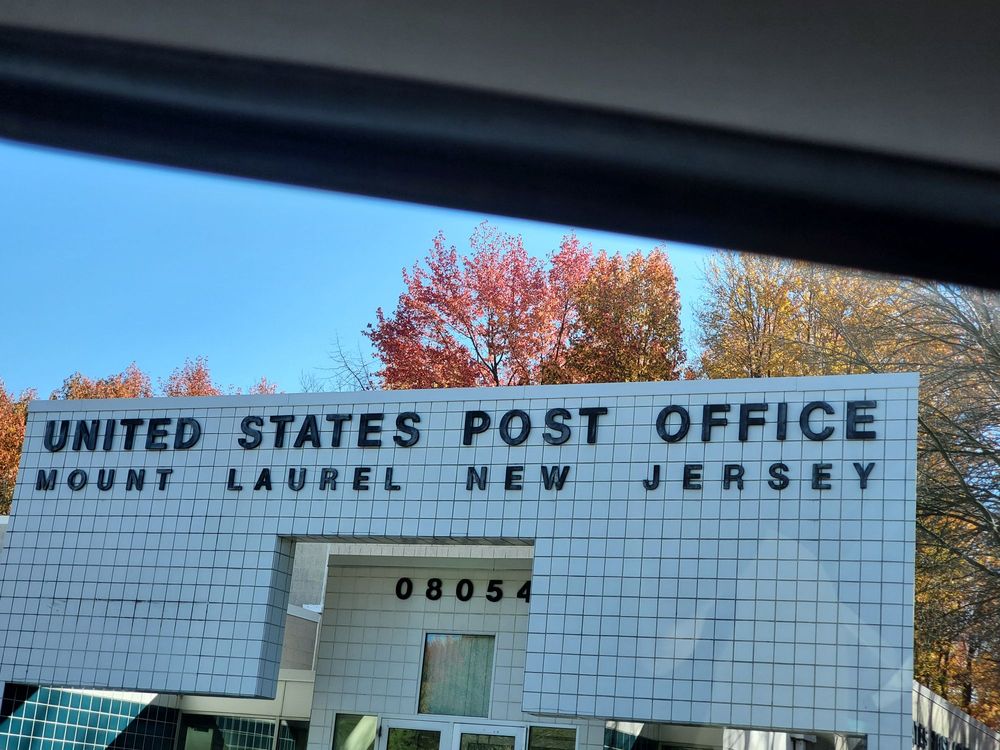 UNITED STATES POST OFFICE
MOUNT LAUREL NEW JERSEY
08054